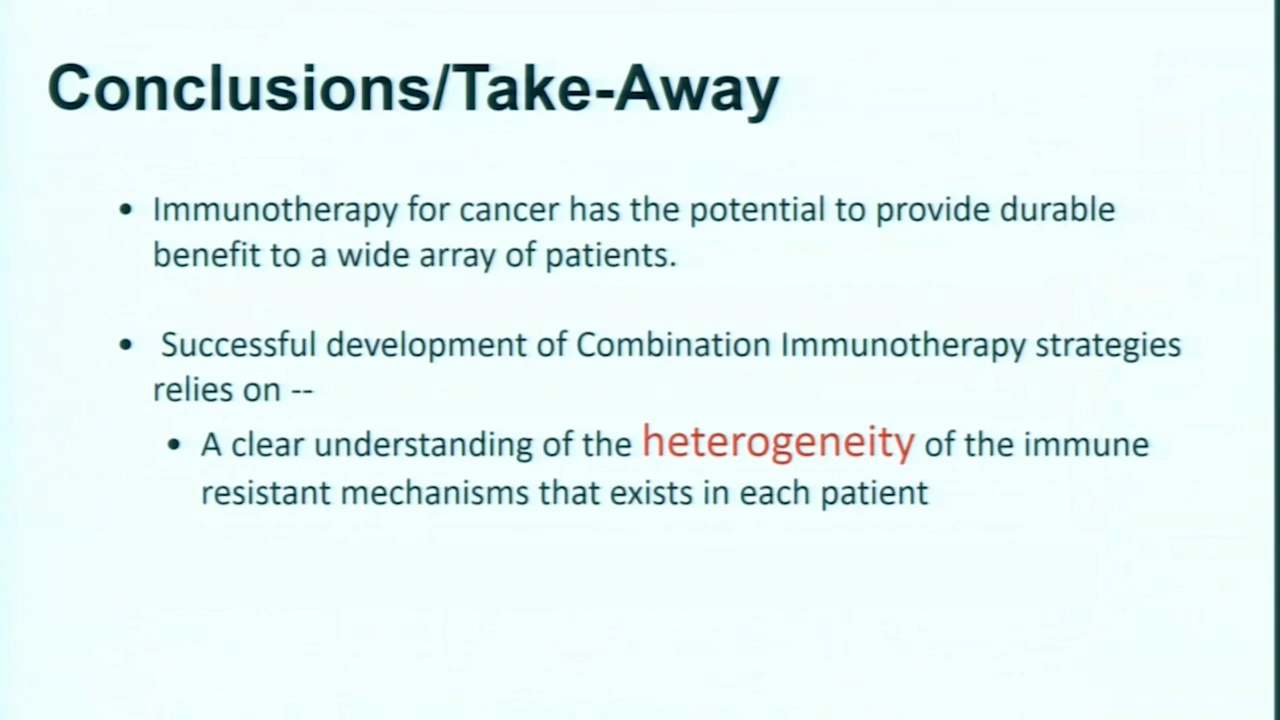 Conclusions/Take-Away
• Immunotherapy for cancer has the potential to provide durable
benefit to a wide array of patients.
• Successful development of Combination Immunotherapy strategies
relies on --
• A clear understanding of the heterogeneity of the immune
resistant mechanisms that exists in each patient